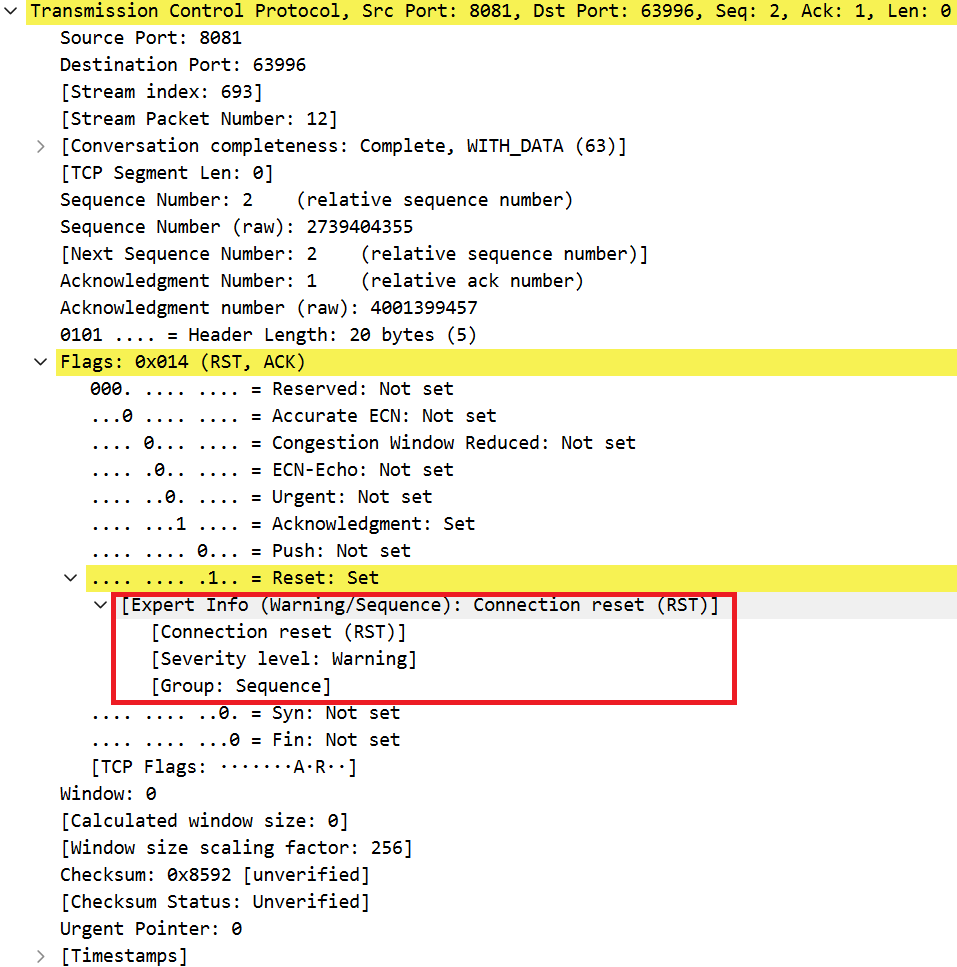 Transmission Control Protocol, Src Port: 8081, Dst Port: 63996, Seq: 2, Ack: 1, Len: 0
Source Port: 8081
Destination Port: 63996
[Stream index: 693]
[Stream Packet Number: 12]
[Conversation completeness: Complete, WITH_DATA (63)]
[TCP Segment Len: 0]
Sequence Number: 2    (relative sequence number)
Sequence Number (raw): 2739404355
[Next Sequence Number: 2    (relative sequence number)]
Acknowledgment Number: 1    (relative ack number)
Acknowledgment number (raw): 4001399457
0101 .... = Header Length: 20 bytes (5)
Flags: 0x014 (RST, ACK)
000. .... .... = Reserved: Not set
...0 .... .... = Accurate ECN: Not set
.... 0... .... = Congestion Window Reduced: Not set
.... .0.. .... = ECN-Echo: Not set
.... ..0. .... = Urgent: Not set
.... ...1 .... = Acknowledgment: Set
.... .... 0... = Push: Not set
.... .... .1.. = Reset: Set
[Expert Info (Warning/Sequence): Connection reset (RST)]
[Connection reset (RST)]
[Severity level: Warning]
[Group: Sequence]
.... .... ..0. = Syn: Not set
.... .... ...0 = Fin: Not set
[TCP Flags: ·······A·R··]
Window: 0
[Calculated window size: 0]
[Window size scaling factor: 256]
Checksum: 0x8592 [unverified]
[Checksum Status: Unverified]
Urgent Pointer: 0
[Timestamps]